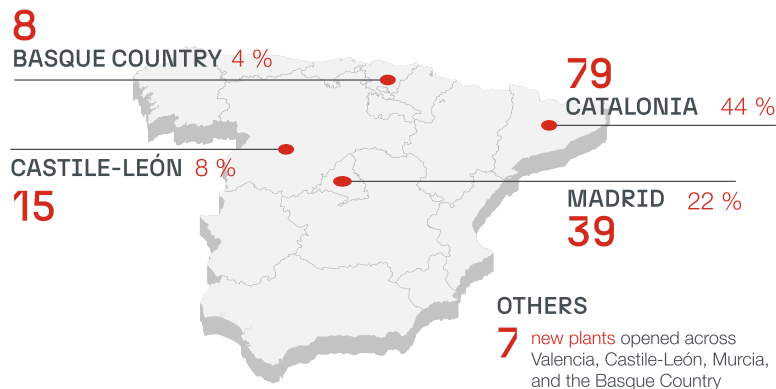 8
BASQUE COUNTRY 4 %
79
CATALONIA 44 %
CASTILE-LEÓN 8 %
15
MADRID 22 %
39
OTHERS
7 new plants opened across
Valencia, Castile-León, Murcia,
and the Basque Country